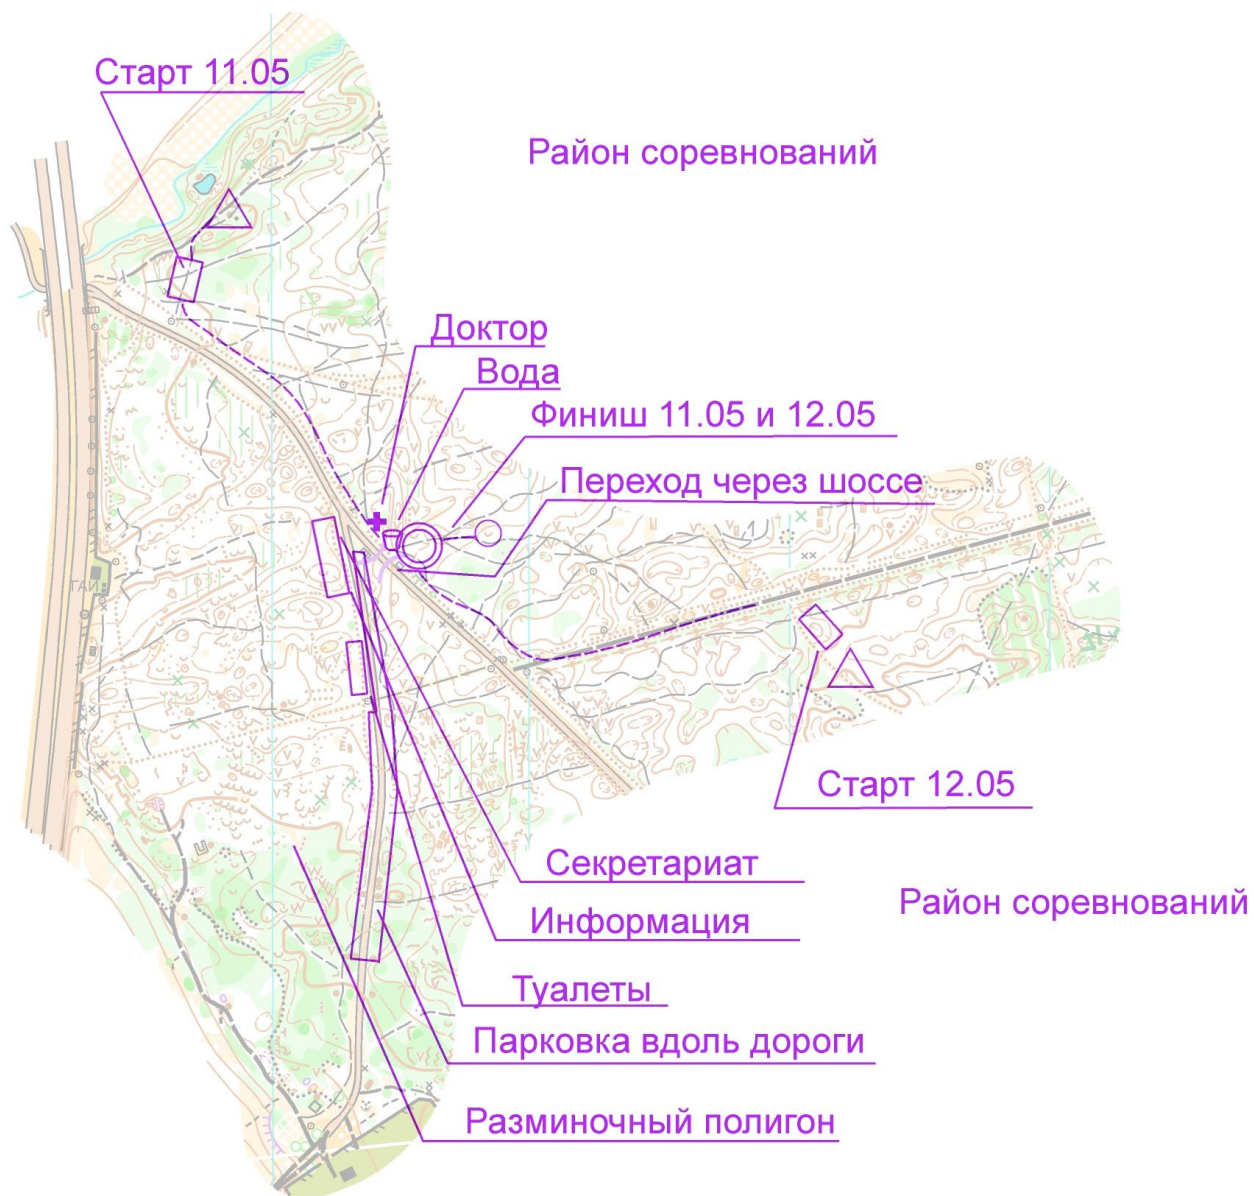 Старт 11.05
Район соревнований
Доктор
Вода
Финиш 11.05 и 12.05
Переход через шоссе
ГАИ
Старт 12.05
Секретариат
Район соревнований
Информация
Туалеты
Парковка вдоль дороги
Разминочный полигон